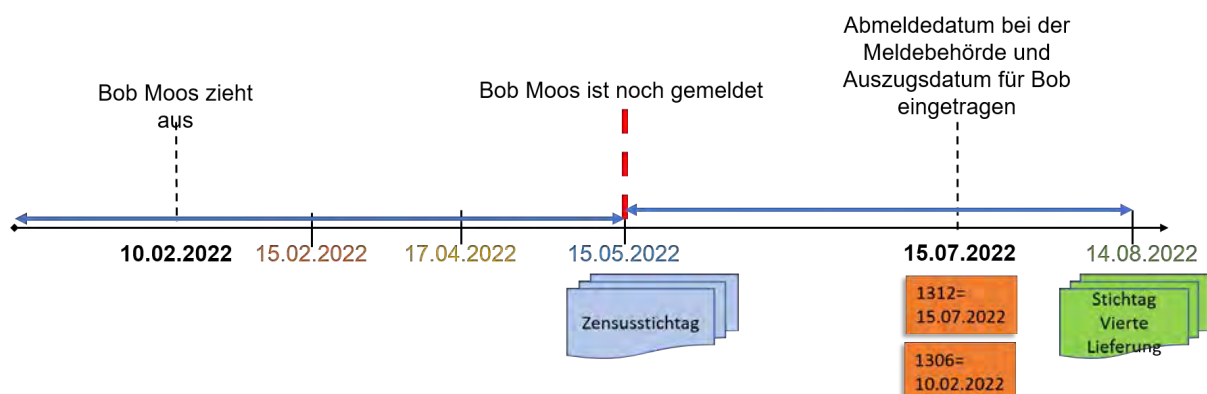 Abmeldedatum bei der
Meldebehörde und
Auszugsdatum für Bob
eingetragen
Bob Moos zieht
aus
Bob Moos ist noch gemeldet
10.02.2022
15.02.2022
17.04.2022
15.05.2022
15.07.2022
14.08.2022
Zensusstichtag
1312=
15.07.2022
1306=
10.02.2022
Stichtag
Vierte
Lieferung